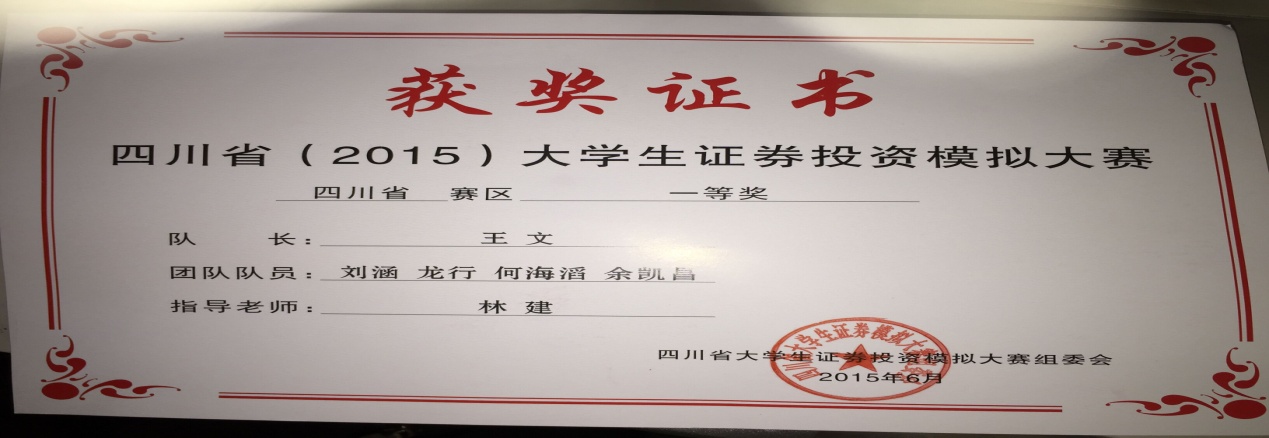 获奖证书
四川省（2015）大学生证券投资模拟大赛
四川省 赛区 一等奖
队 长： 王 文
团队队员： 刘涵 龙行 何海滔 余凯昌
指导老师： 林 建
四川省大学生证券投资模拟大赛组委会
2015年6月